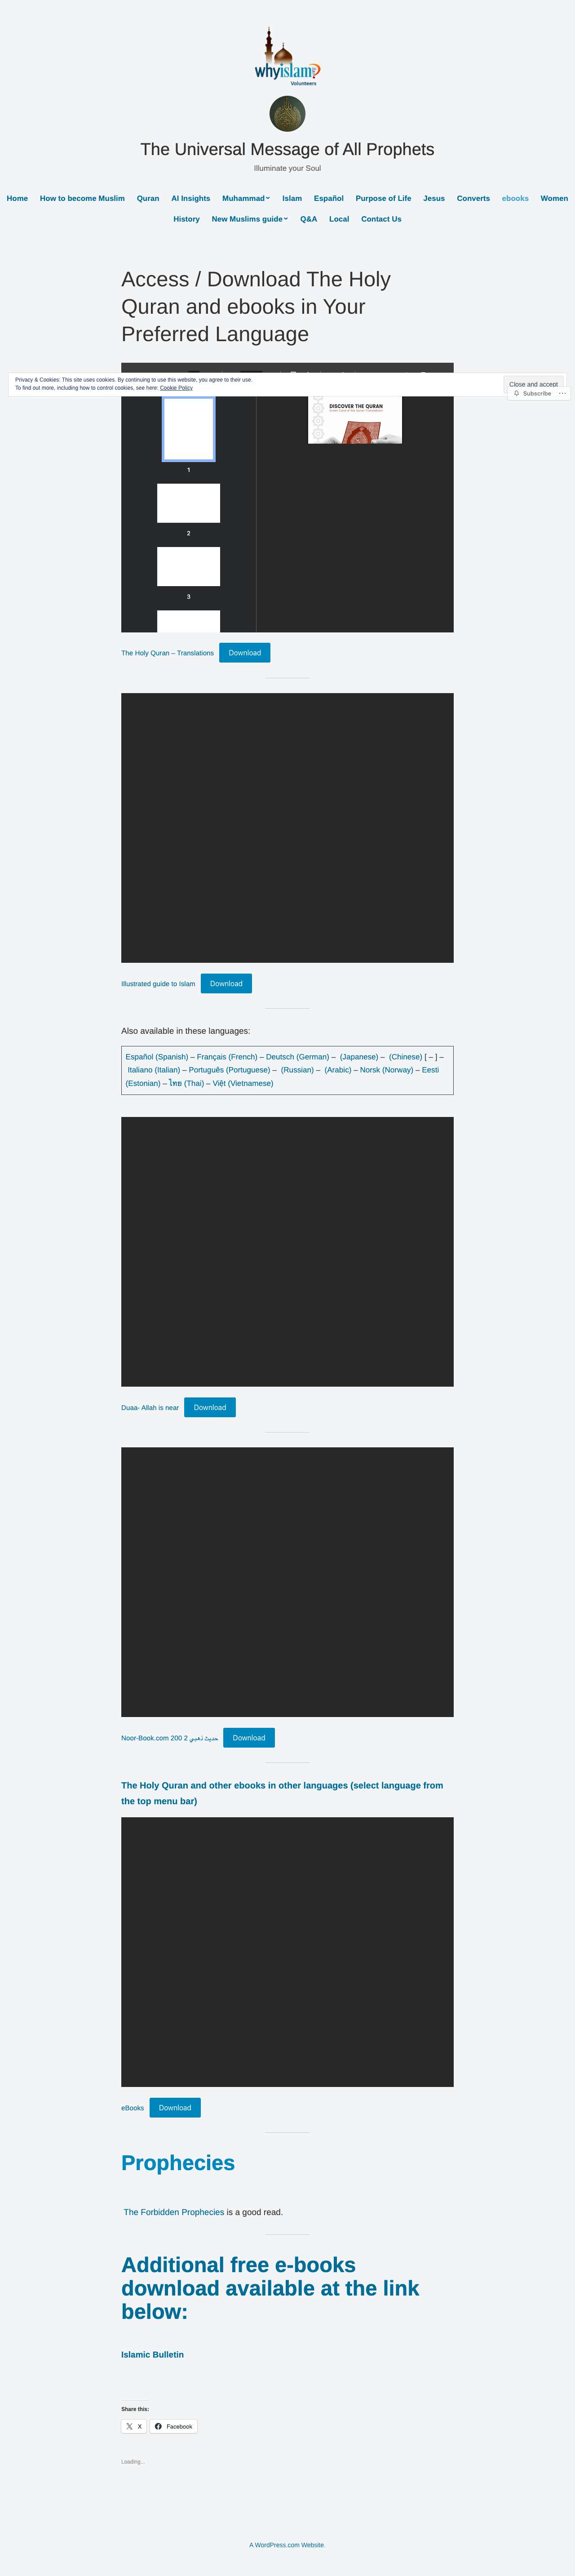 whyislam?
Volunteers
The Universal Message of All Prophets
Illuminate your Soul
Home How to become Muslim Quran AI Insights Muhammad Islam Español Purpose of Life Jesus Converts ebooks Women
History New Muslims guide Q&A Local Contact Us
Access / Download The Holy
Quran and ebooks in Your
Preferred Language
Privacy & Cookies: This site uses cookies. By continuing to use this website, you agree to their use.
To find out more, including how to control cookies, see here: Cookie Policy
Close and accept
Subscribe
DISCOVER THE QURAN
1
2
3
The Holy Quran – Translations Download
Illustrated guide to Islam Download
Also available in these languages:
Español (Spanish) – Français (French) – Deutsch (German) – (Japanese) – (Chinese) [ – ] –
Italiano (Italian) – Português (Portuguese) – (Russian) – (Arabic) – Norsk (Norway) – Eesti
(Estonian) – ไทย (Thai) – Việt (Vietnamese)
Duaa- Allah is near Download
Noor-Book.com 200 حديث ذهبي 2 Download
The Holy Quran and other ebooks in other languages (select language from
the top menu bar)
eBooks Download
Prophecies
The Forbidden Prophecies is a good read.
Additional free e-books
download available at the link
below:
Islamic Bulletin
Share this:
X Facebook
Loading...
A WordPress.com Website.